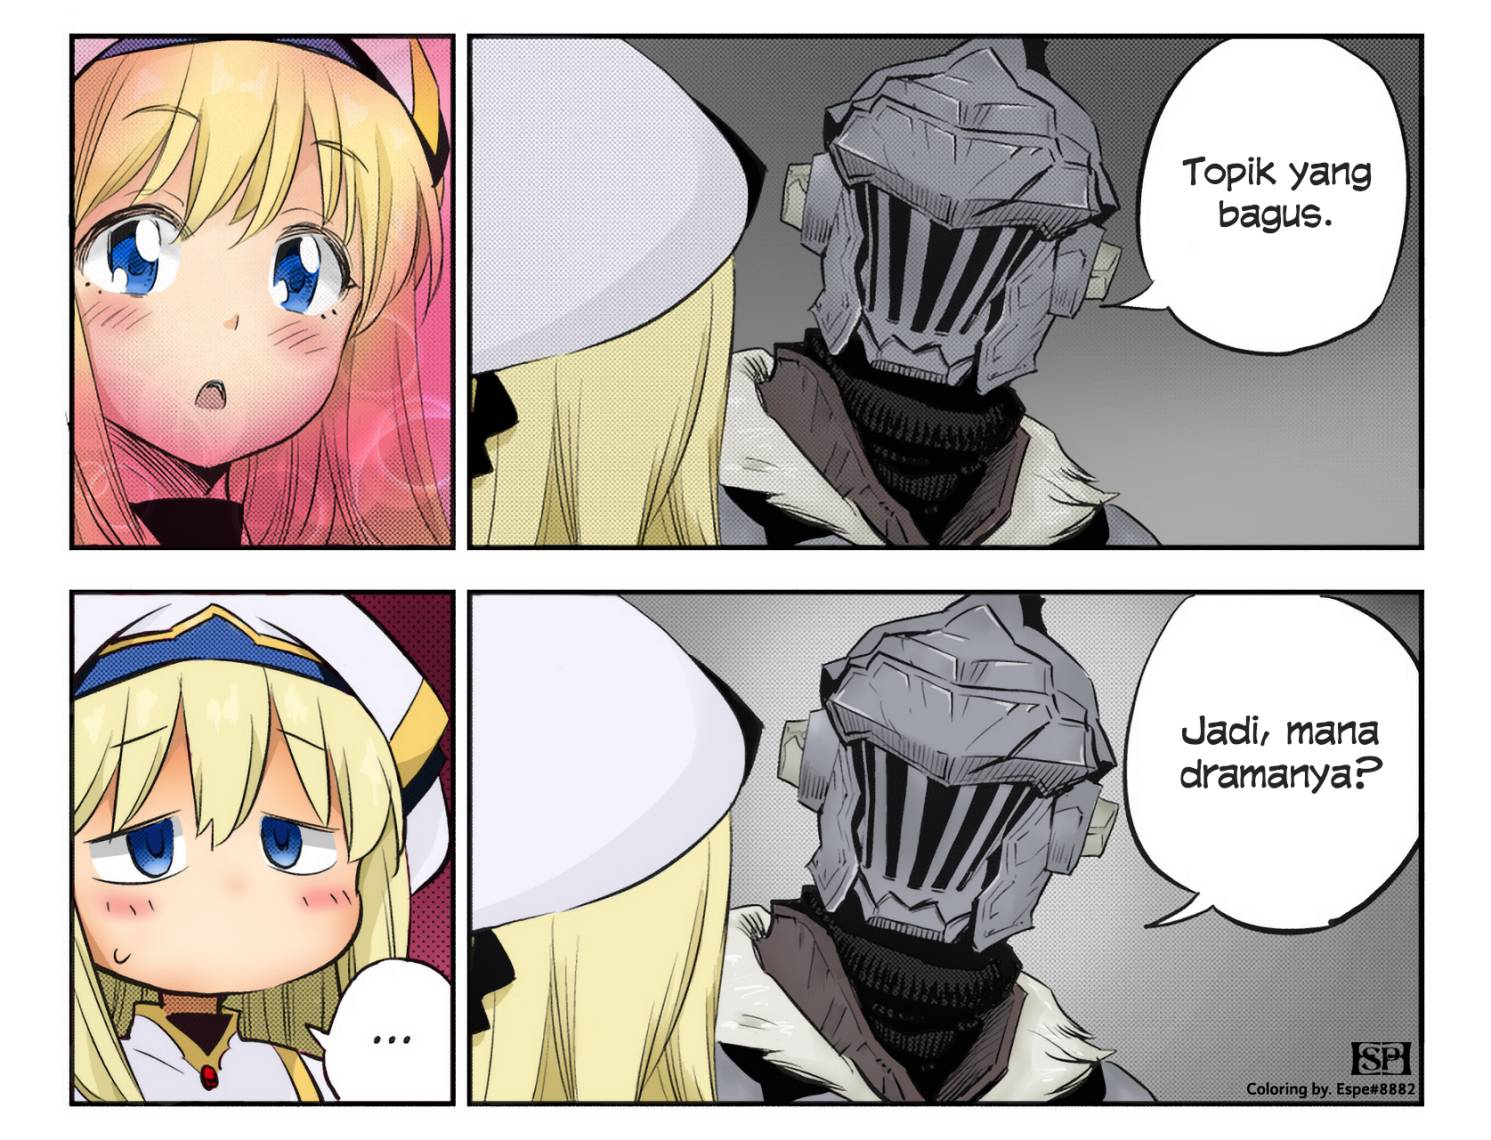 Topik yang
bagus.
...
Jadi, mana
dramanya?
SP
Coloring by. Espe#8882